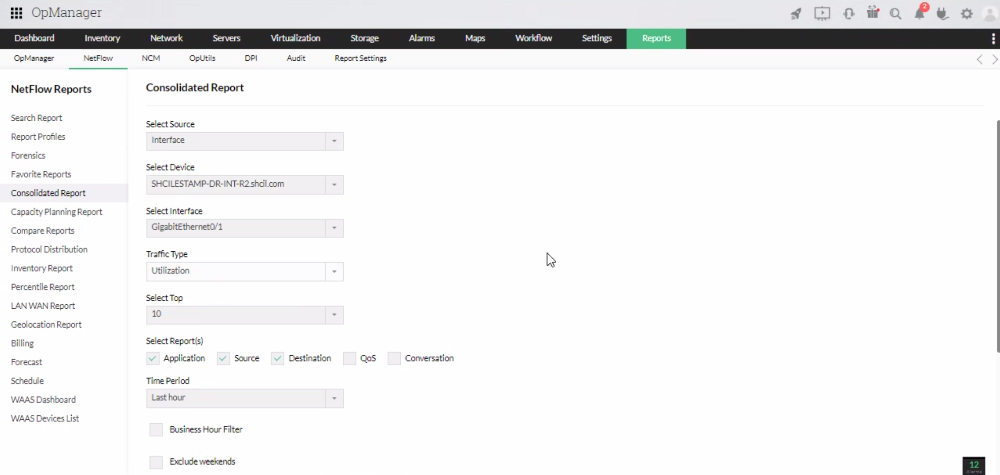 OpManager
2
Dashboard Inventory Network Servers Virtualization Storage Alarms Maps Workflow Settings Reports
OpManager NetFlow NCM OpUtils DPI Audit Report Settings
NetFlow Reports
Search Report
Report Profiles
Forensics
Favorite Reports
Consolidated Report
Capacity Planning Report
Compare Reports
Protocol Distribution
Inventory Report
Percentile Report
LAN WAN Report
Geolocation Report
Billing
Forecast
Schedule
WAAS Dashboard
WAAS Devices List
Consolidated Report
Select Source
Interface
Select Device
SHCILESTAMP-DR-INT-R2.shcil.com
Select Interface
GigabitEthernet0/1
Traffic Type
Utilization
Select Top
10
Select Report(s)
Application Source Destination QoS Conversation
Time Period
Last hour
Business Hour Filter
Exclude weekends
12
Alarms